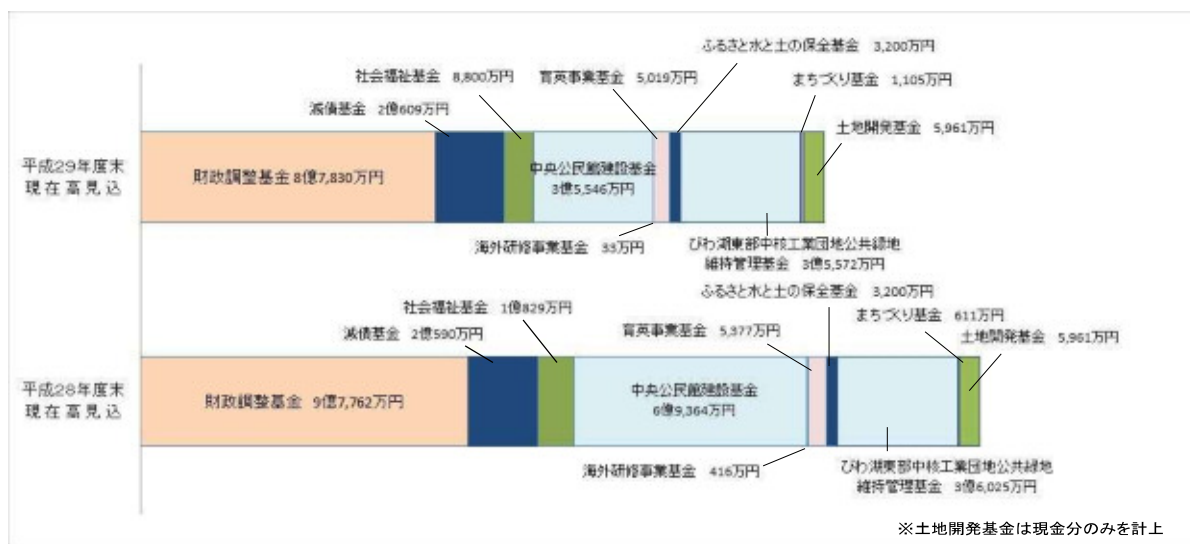 ふるさと水と土の保全基金 3,200万円
社会福祉基金 8,800万円
育英事業基金 5,019万円
まちづくり基金 1,105万円
減債基金 2億609万円
土地開発基金 5,961万円
平成29年度末
現在高見込
財政調整基金 8億7,830万円
中央公民館建設基金
3億5,546万円
海外研修事業基金 33万円
びわ湖東部中核工業団地公共緑地
維持管理基金 3億5,572万円
ふるさと水と土の保全基金 3,200万円
社会福祉基金 1億829万円
まちづくり基金 611万円
減債基金 2億590万円
育英事業基金 5,377万円
土地開発基金 5,961万円
平成28年度末
現在高見込
財政調整基金 9億7,762万円
中央公民館建設基金
6億9,364万円
海外研修事業基金 416万円
びわ湖東部中核工業団地公共緑地
維持管理基金 3億6,025万円
※土地開発基金は現金分のみを計上